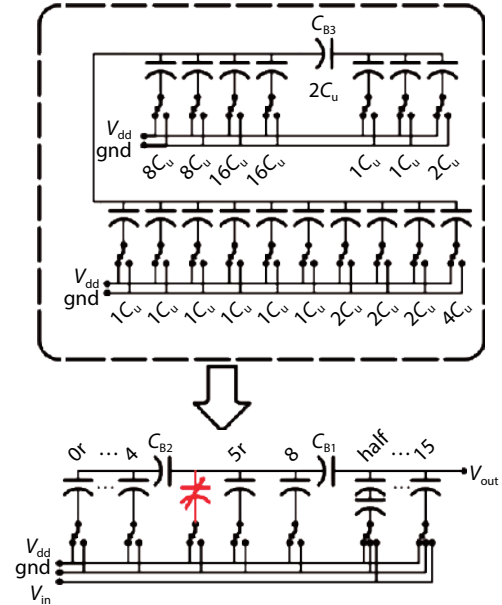 C_B3
2C_u
V_dd
gnd
8C_u 8C_u 16C_u 16C_u 1C_u 1C_u 2C_u
V_dd
gnd
1C_u 1C_u 1C_u 1C_u 1C_u 1C_u 2C_u 2C_u 2C_u 4C_u
0r ... 4 C_B2 5r 8 C_B1 half ... 15
... ...
V_out
V_dd
gnd
V_in